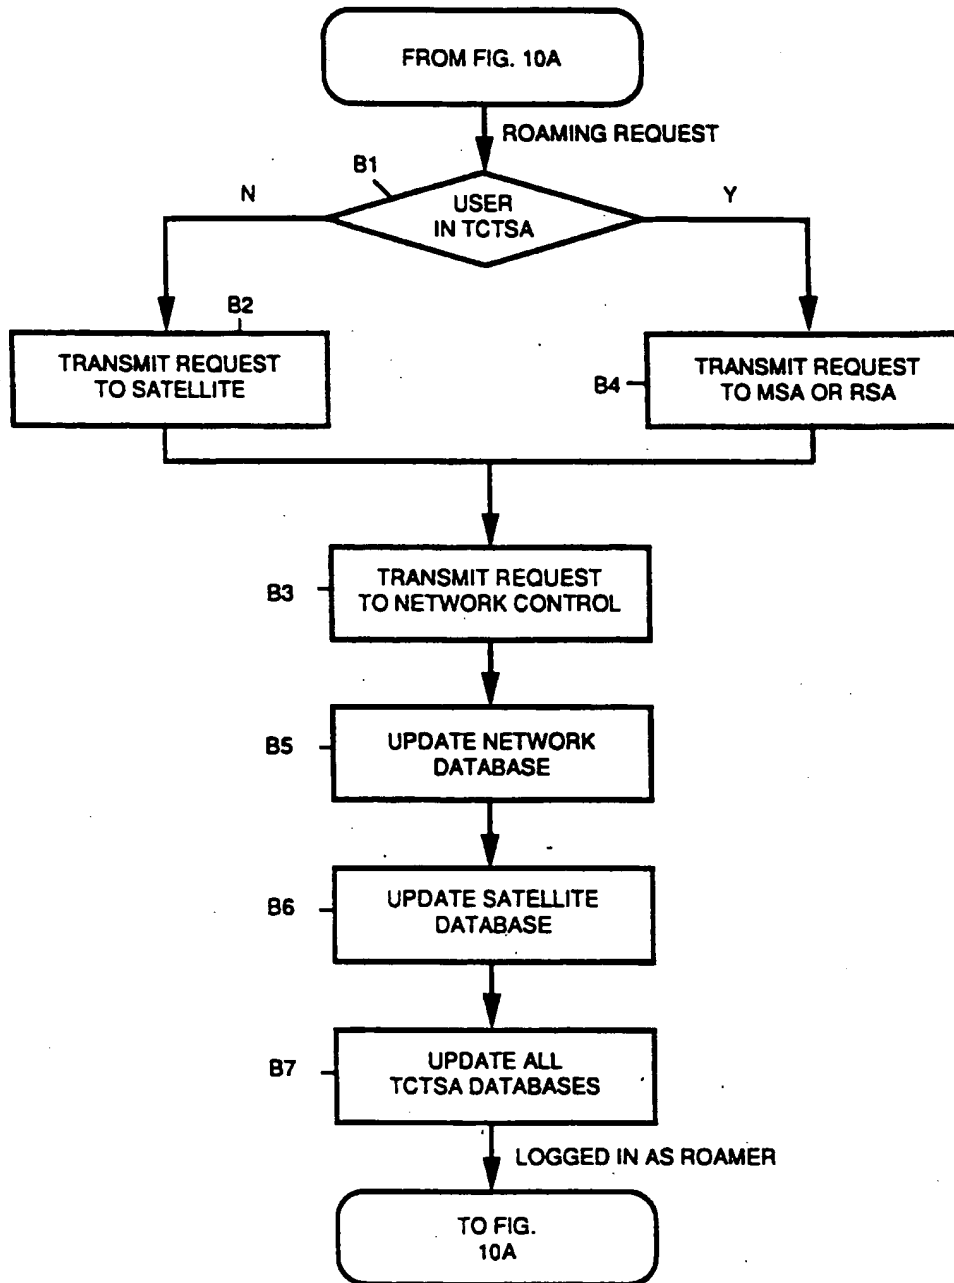 FROM FIG. 10A
ROAMING REQUEST
B1
N
USER
IN TCTSA
Y
B2
TRANSMIT REQUEST
TO SATELLITE
B4
TRANSMIT REQUEST
TO MSA OR RSA
B3
TRANSMIT REQUEST
TO NETWORK CONTROL
B5
UPDATE NETWORK
DATABASE
B6
UPDATE SATELLITE
DATABASE
B7
UPDATE ALL
TCTSA DATABASES
LOGGED IN AS ROAMER
TO FIG.
10A